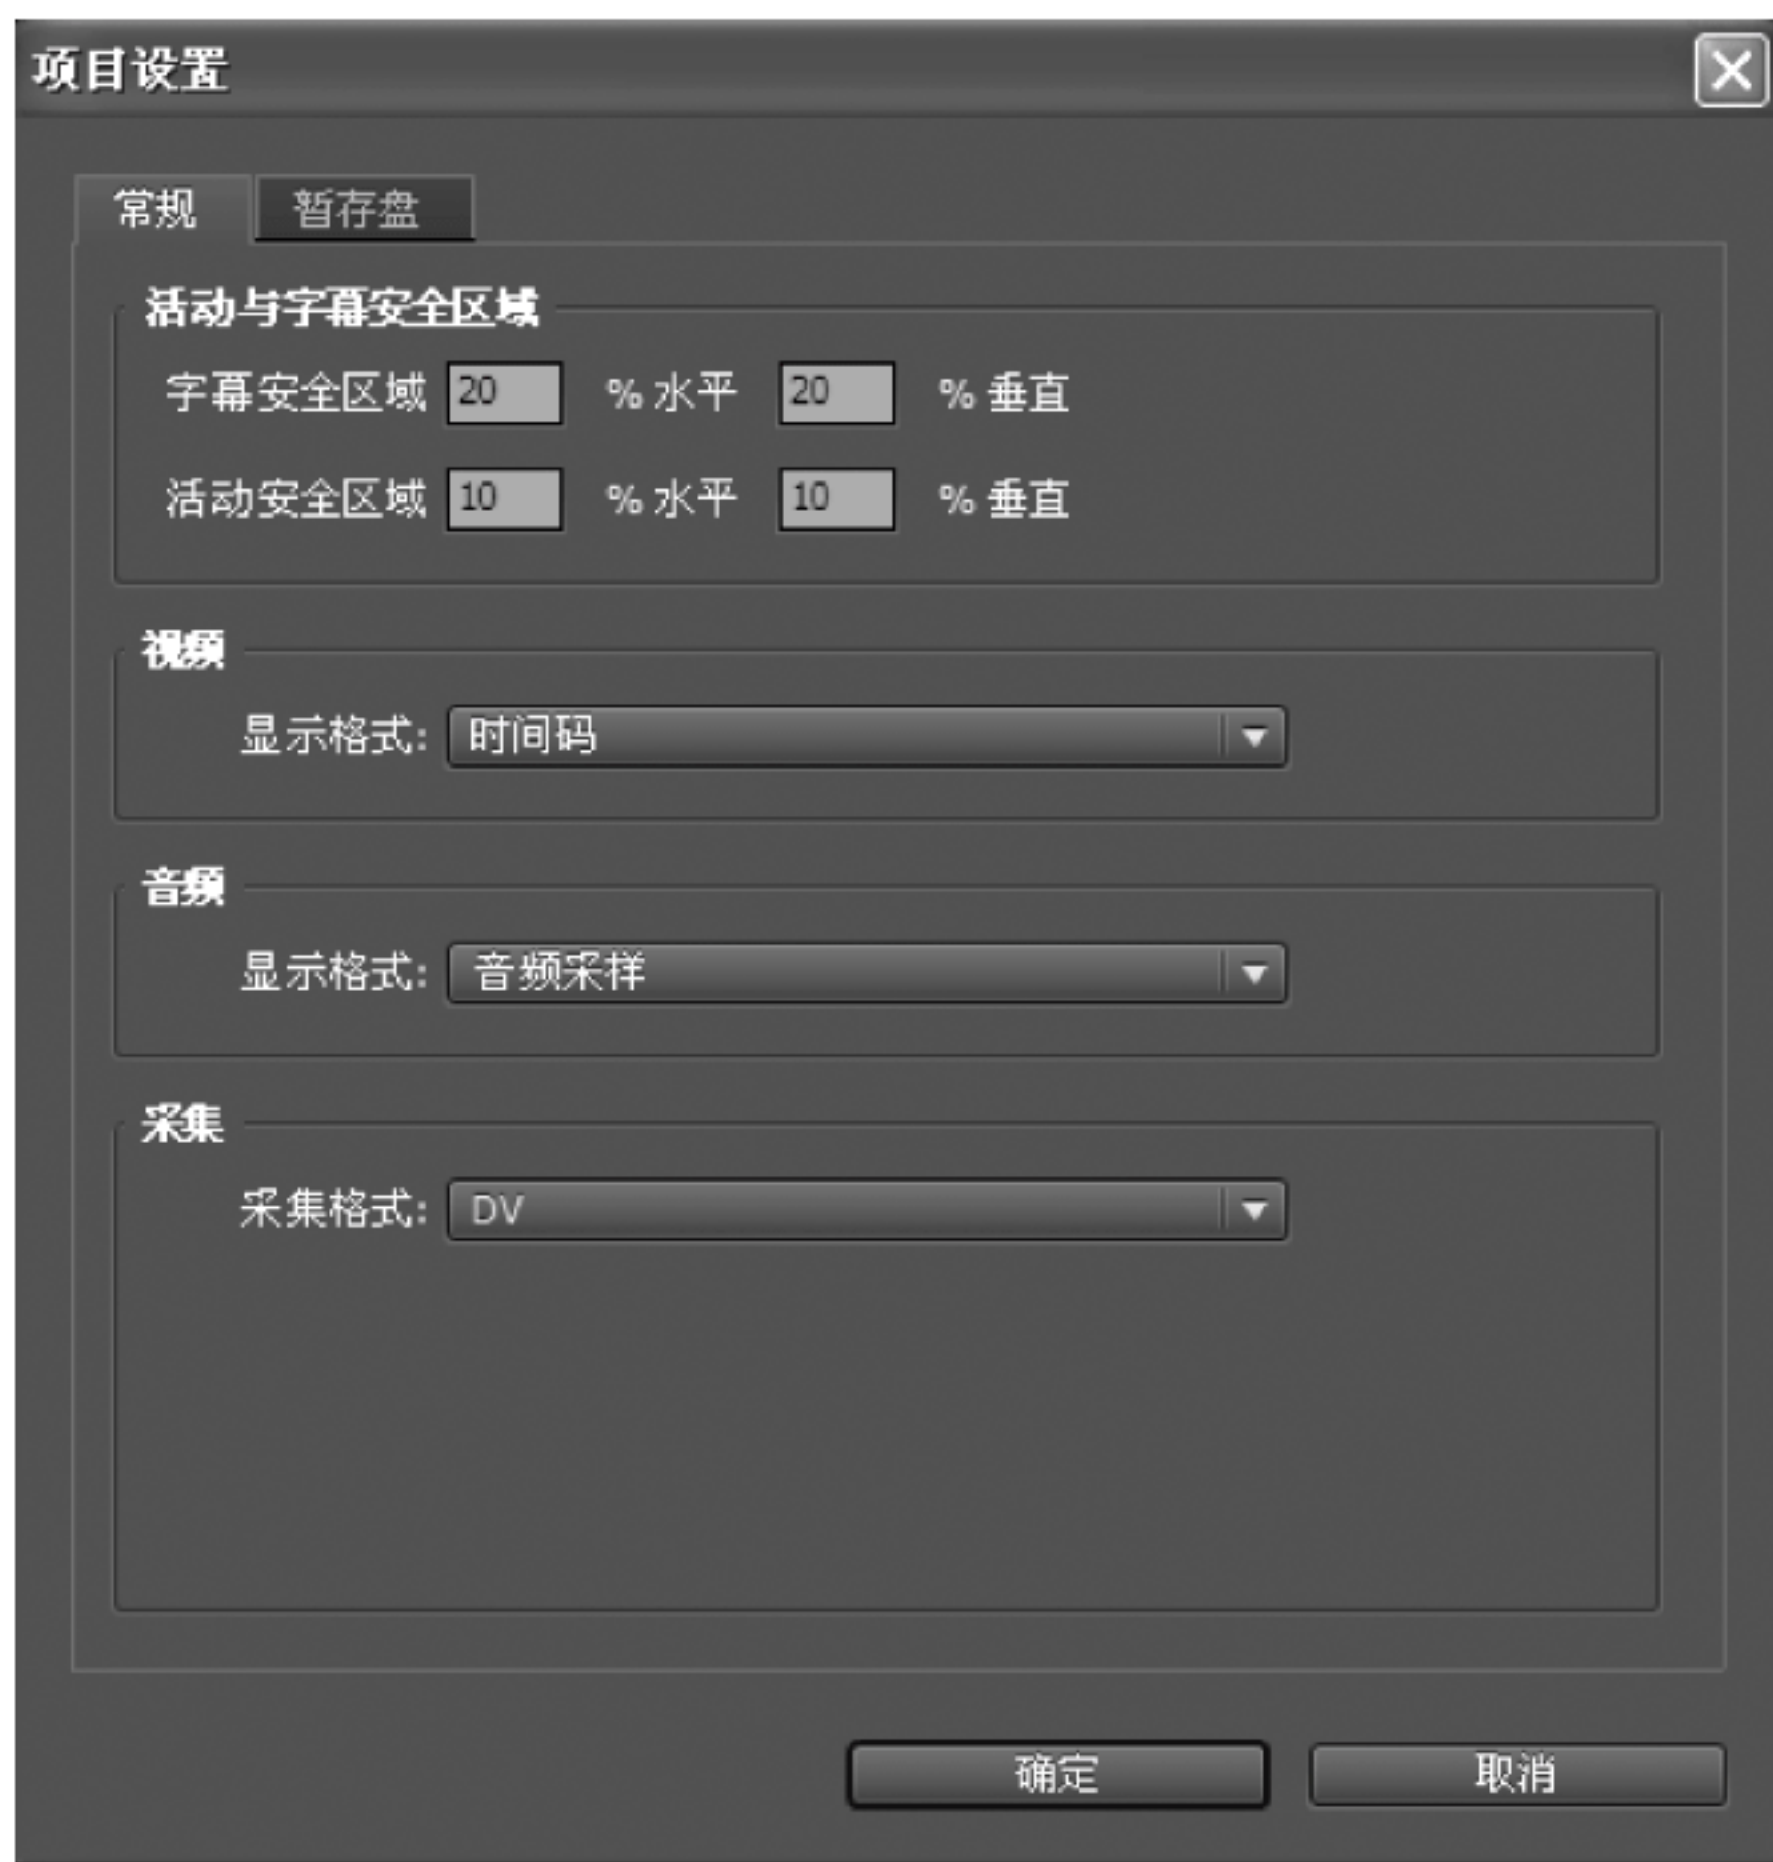 项目设置
常规 暂存盘
活动与字幕安全区域
字幕安全区域 20 % 水平 20 % 垂直
活动安全区域 10 % 水平 10 % 垂直
视频
显示格式: 时间码
音频
显示格式: 音频采样
采集
采集格式: DV
确定 取消